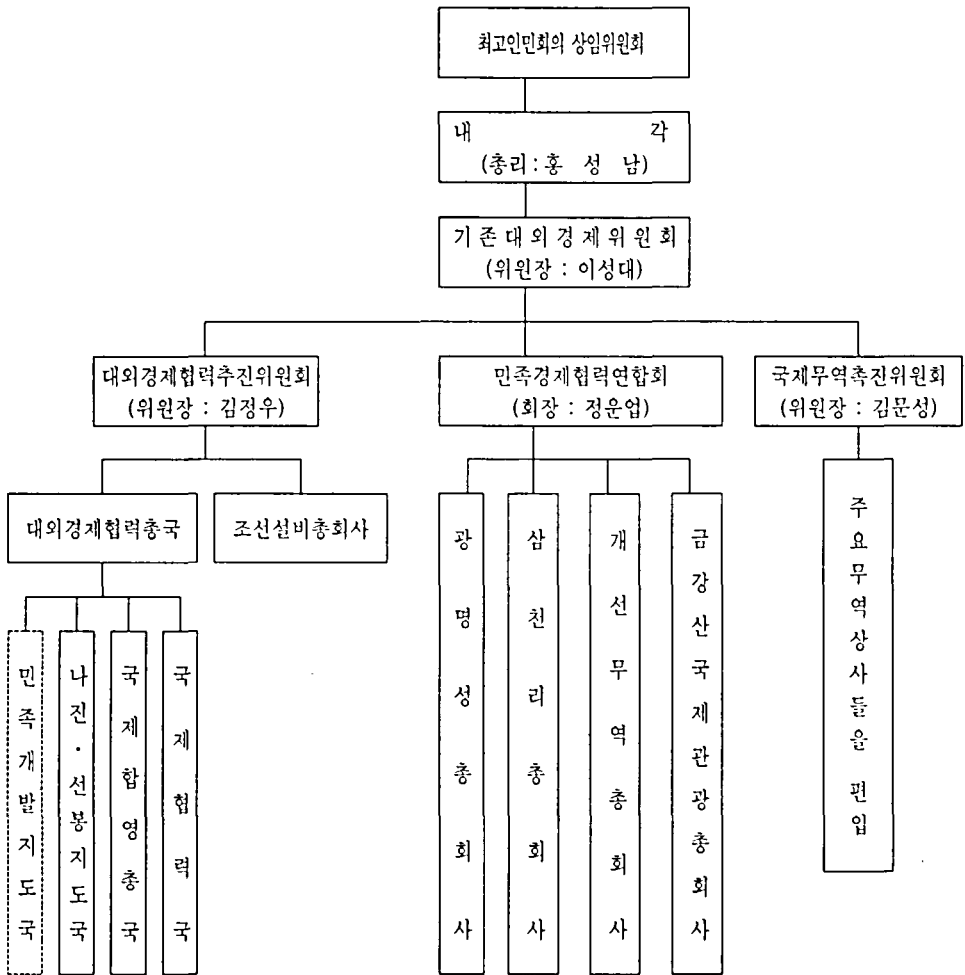 최고인민회의 상임위원회
내 각
(총리:홍 성 남)
기존대외경제위원회
(위원장 : 이성대)
대외경제협력추진위원회
(위원장 : 김정우)
민족경제협력연합회
(회장 : 정운업)
국제무역촉진위원회
(위원장 : 김문성)
대외경제협력총국
조선설비총회사
민족개발지도국
나진·선봉지도국
국제합영총국
국제협력국
광명성총회사
삼천리총회사
개선무역총회사
금강산국제관광총회사
주요무역상사들을 편입